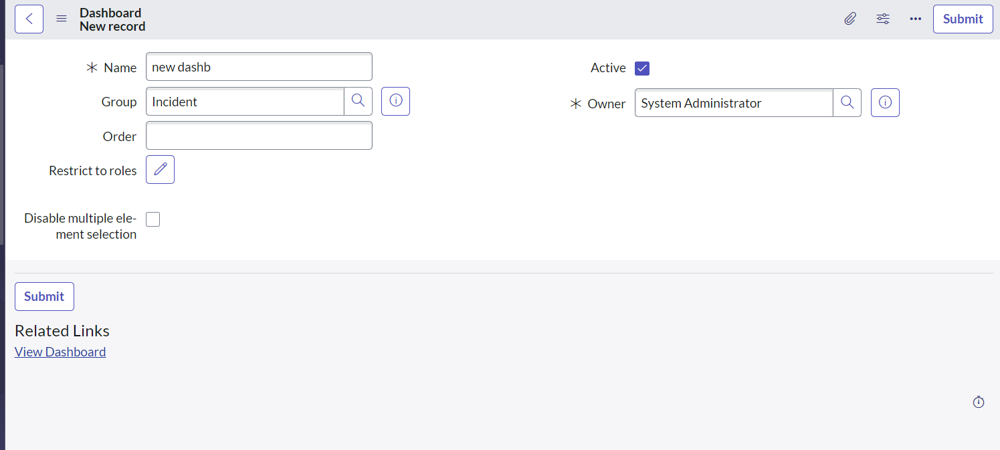 Dashboard
New record
Submit
* Name
new dashb
Active
Group
Incident
* Owner
System Administrator
Order
Restrict to roles
Disable multiple ele-
ment selection
Submit
Related Links
View Dashboard